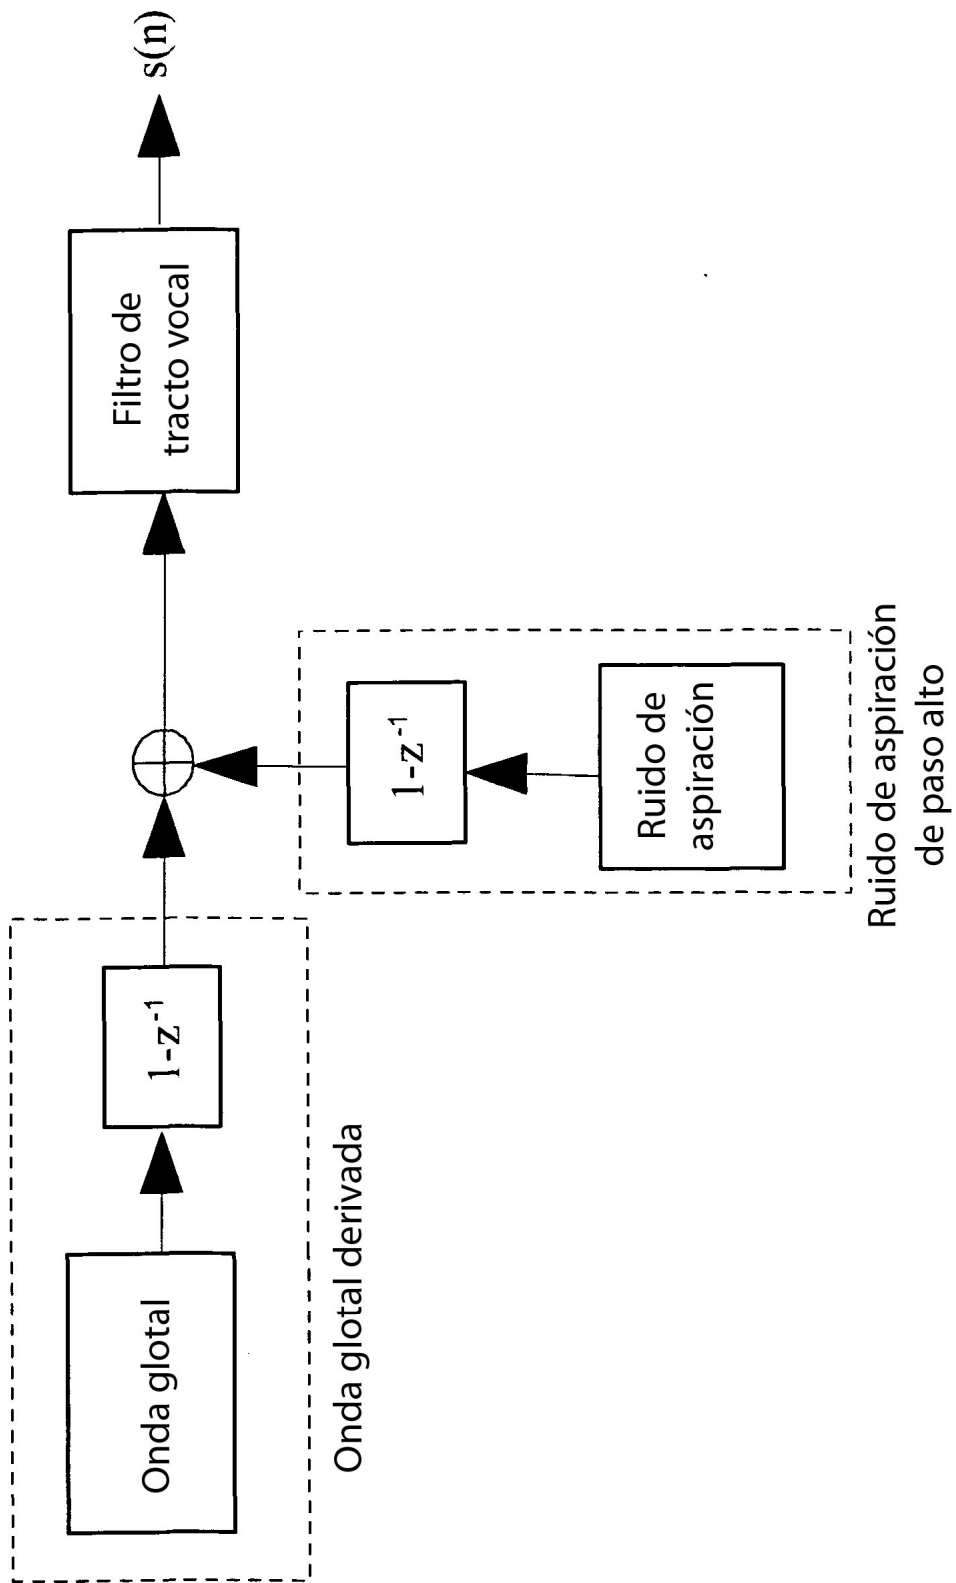 Onda glotal
1-z⁻¹
Onda glotal derivada
1-z⁻¹
Ruido de
aspiración
Ruido de aspiración
de paso alto
Filtro de
tracto vocal
s(n)